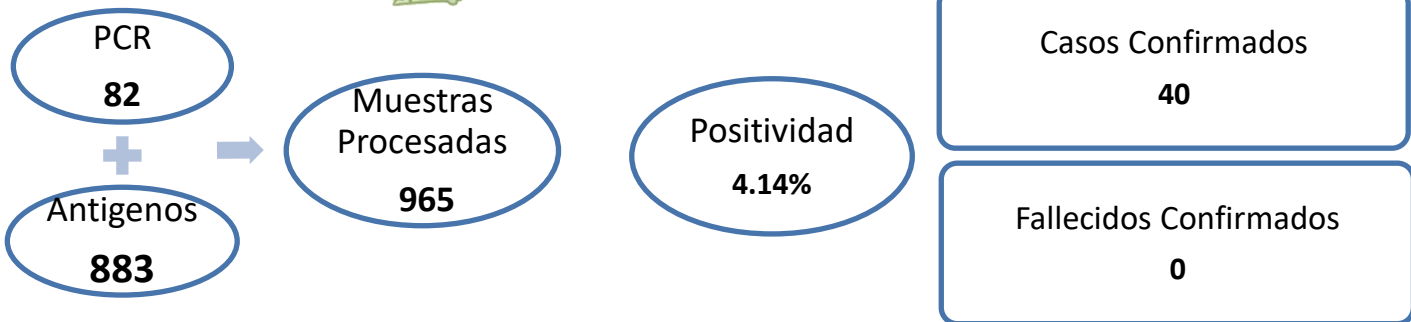 PCR
82
Antigenos
883
Muestras
Procesadas
965
Positividad
4.14%
Casos Confirmados
40
Fallecidos Confirmados
0